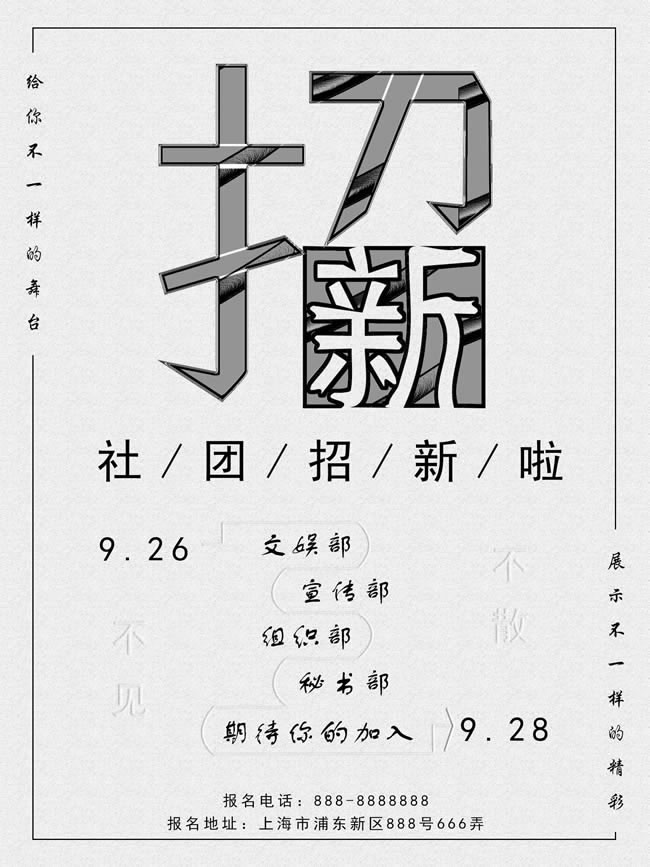 给你不一样的舞台
招新
社/团/招/新/啦
9.26
文娱部
宣传部
组织部
秘书部
期待你的加入
9.28
不见
不散
展示不一样的精彩
报名电话：888-8888888
报名地址：上海市浦东新区888号666弄